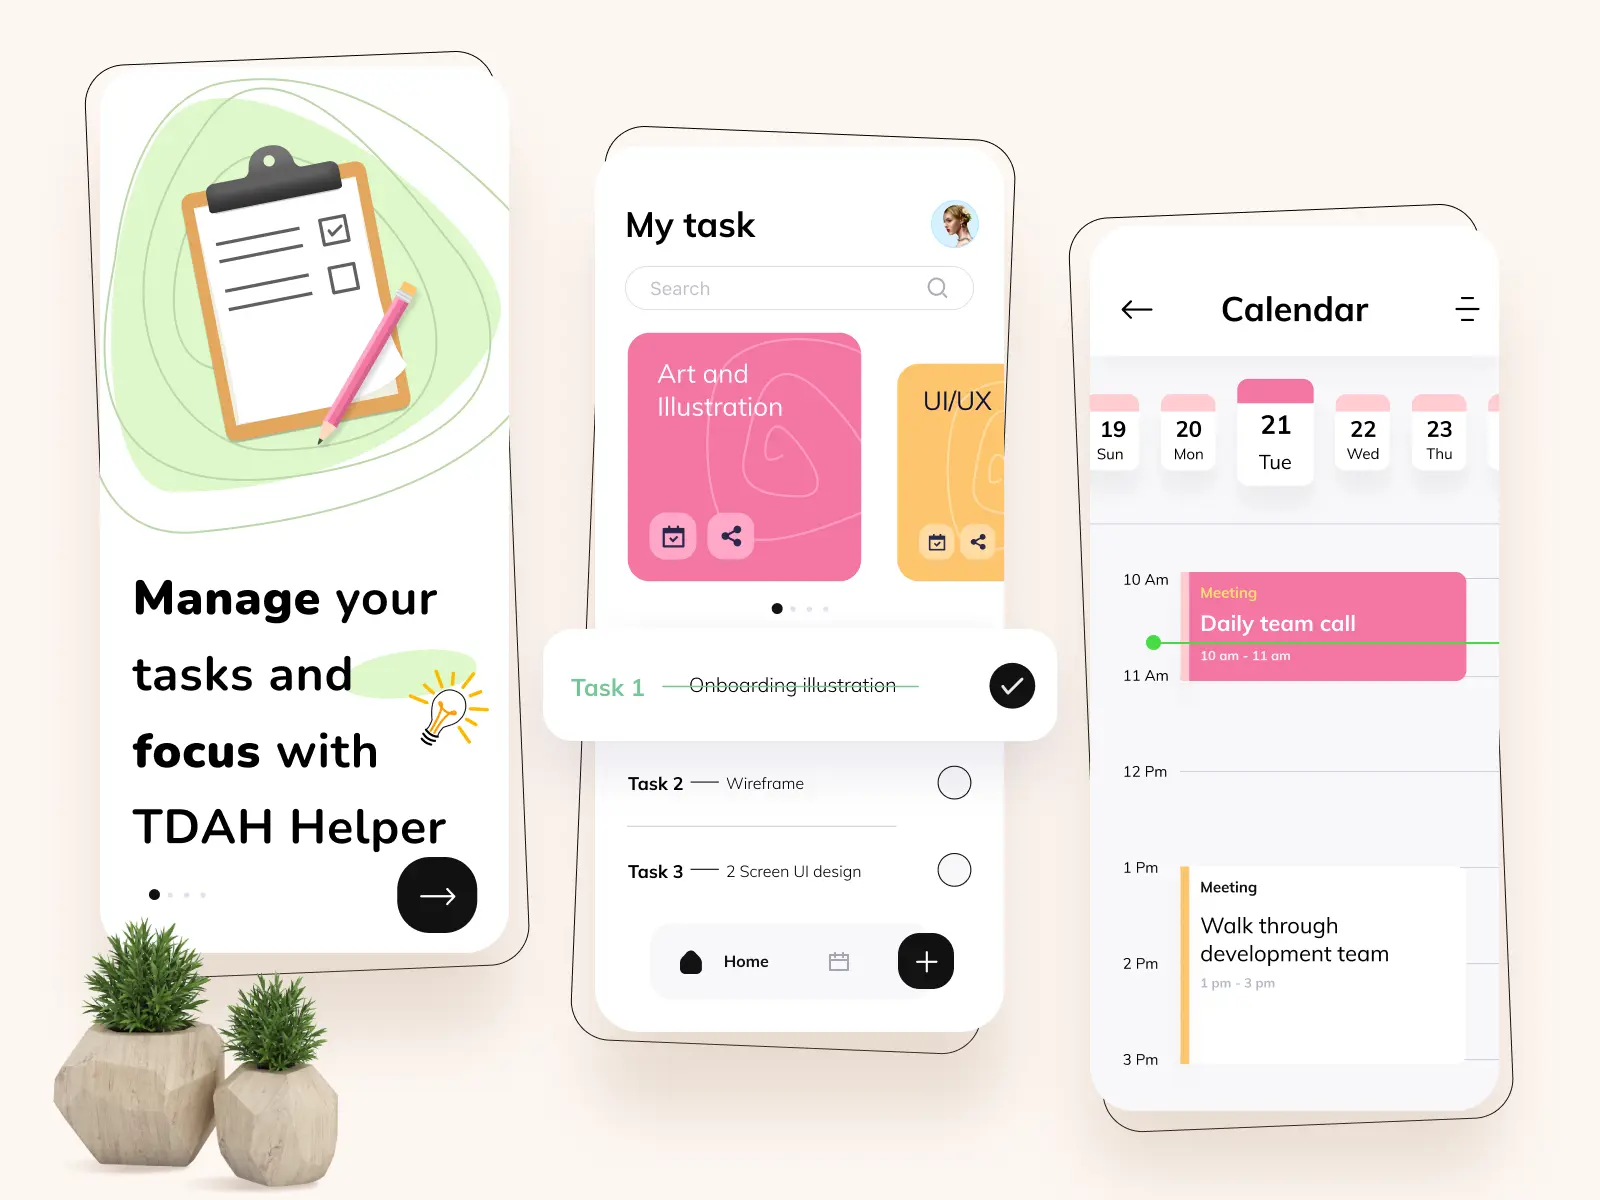 Manage your
tasks and
focus with
TDAH Helper
My task
Search
Art and
Illustration
UI/UX
Task 1
Onboarding illustration
Task 2
Wireframe
Task 3
2 Screen UI design
Home
Calendar
19
Sun
20
Mon
21
Tue
22
Wed
23
Thu
10 Am
Meeting
Daily team call
10 am - 11 am
11 Am
12 Pm
1 Pm
Meeting
Walk through
development team
2 Pm
1 pm - 3 pm
3 Pm